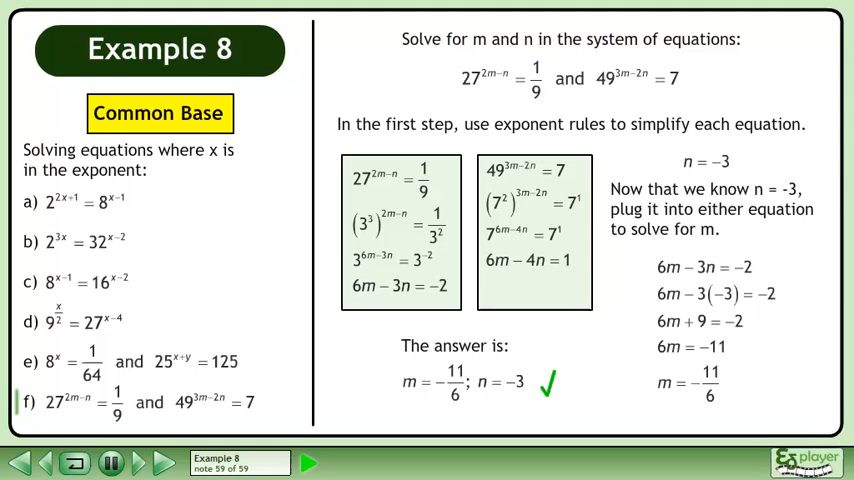 Example 8
Common Base
Solving equations where x is
in the exponent:
a) 2^{2x+1} = 8^{x−1}
b) 2^{3x} = 32^{x−2}
c) 8^{x−1} = 16^{x−2}
d) 9^{x/2} = 27^{x−4}
e) 8^x = 1/64 and 25^{x+y} = 125
f) 27^{2m−n} = 1/9 and 49^{3m−2n} = 7
Solve for m and n in the system of equations:
27^{2m−n} = 1/9 and 49^{3m−2n} = 7
In the first step, use exponent rules to simplify each equation.
27^{2m−n} = 1/9
(3^3)^{2m−n} = 1/3^2
3^{6m−3n} = 3^{−2}
6m − 3n = −2
49^{3m−2n} = 7
(7^2)^{3m−2n} = 7^1
7^{6m−4n} = 7^1
6m − 4n = 1
n = −3
Now that we know n = -3,
plug it into either equation
to solve for m.
6m − 3n = −2
6m − 3(−3) = −2
6m + 9 = −2
6m = −11
m = −11/6
The answer is:
m = −11/6; n = −3 ✓
Example 8
note 59 of 59
Ez player